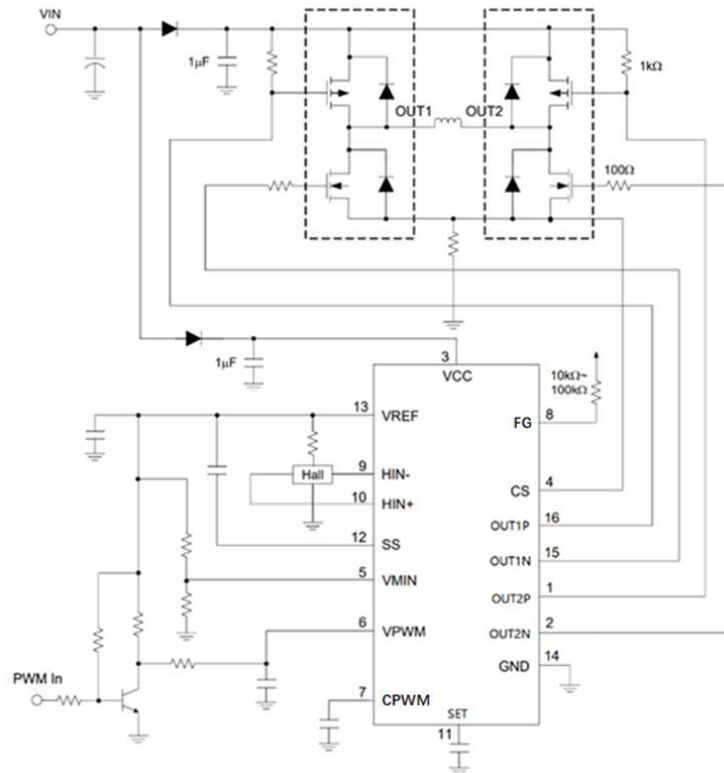 VIN
1μF
1kΩ
OUT1
OUT2
100Ω
1μF
3
VCC
10kΩ~
100kΩ
13
VREF
FG
8
9
HIN-
Hall
10
HIN+
CS
4
OUT1P
16
12
SS
OUT1N
15
5
VMIN
OUT2P
1
6
VPWM
OUT2N
2
GND
14
PWM In
7
CPWM
SET
11